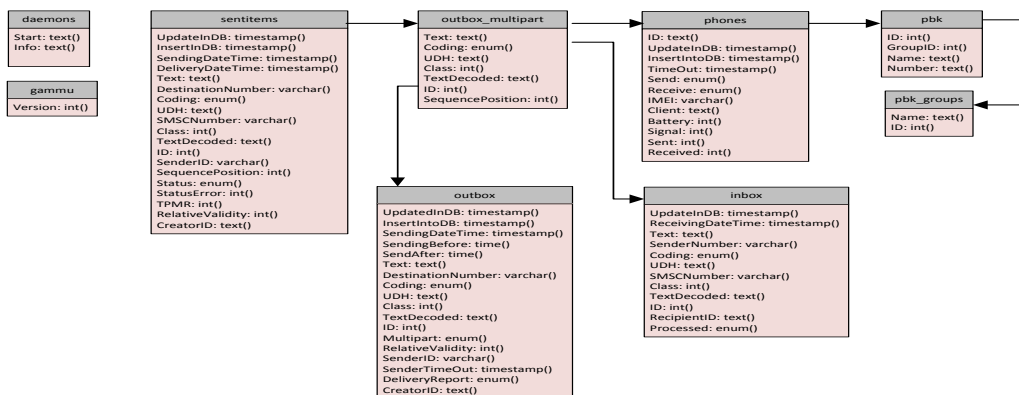 daemons
Start: text()
Info: text()
gammu
Version: int()
sentitems
UpdateInDB: timestamp()
InsertInDB: timestamp()
SendingDateTime: timestamp()
DeliveryDateTime: timestamp()
Text: text()
DestinationNumber: varchar()
Coding: enum()
UDH: text()
SMSCNumber: varchar()
Class: int()
TextDecoded: text()
ID: int()
SenderID: varchar()
SequencePosition: int()
Status: enum()
StatusError: int()
TPMR: int()
RelativeValidity: int()
CreatorID: text()
outbox_multipart
Text: text()
Coding: enum()
UDH: text()
Class: int()
TextDecoded: text()
ID: int()
SequencePosition: int()
phones
ID: text()
UpdateInDB: timestamp()
InsertIntoDB: timestamp()
TimeOut: timestamp()
Send: enum()
Receive: enum()
IMEI: varchar()
Client: text()
Battery: int()
Signal: int()
Sent: int()
Received: int()
pbk
ID: int()
GroupID: int()
Name: text()
Number: text()
pbk_groups
Name: text()
ID: int()
outbox
UpdatedInDB: timestamp()
InsertIntoDB: timestamp()
SendingDateTime: timestamp()
SendingBefore: time()
SendAfter: time()
Text: text()
DestinationNumber: varchar()
Coding: enum()
UDH: text()
Class: int()
TextDecoded: text()
ID: int()
Multipart: enum()
RelativeValidity: int()
SenderID: varchar()
SenderTimeOut: timestamp()
DeliveryReport: enum()
CreatorID: text()
inbox
UpdateInDB: timestamp()
ReceivingDateTime: timestamp()
Text: text()
SenderNumber: varchar()
Coding: enum()
UDH: text()
SMSCNumber: varchar()
Class: int()
TextDecoded: text()
ID: int()
RecipientID: text()
Processed: enum()